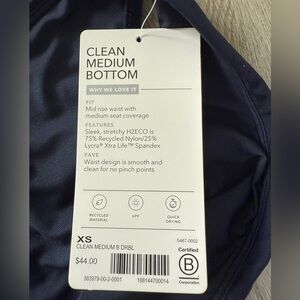 CLEAN
MEDIUM
BOTTOM
WHY WE LOVE IT
FIT
Mid rise waist with
medium seat coverage
FEATURES
Sleek, stretchy H2ECO is
75% Recycled Nylon/25%
Lycra® Xtra Life™ Spandex
FAVE
Waist design is smooth and
clean for no pinch points
RECYCLED
MATERIAL
UPF
QUICK
DRYING
XS
5467-0002
CLEAN MEDIUM B DRBL
$44.00
Certified
B
Corporation
383979-00-2-0001
188144700014